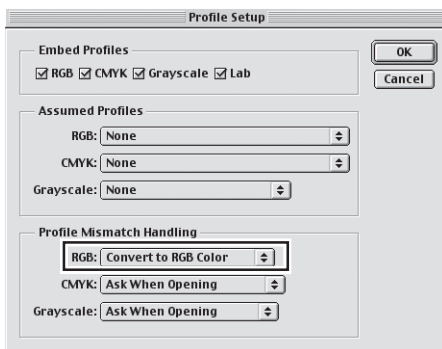 Profile Setup
Embed Profiles
RGB CMYK Grayscale Lab
OK
Cancel
Assumed Profiles
RGB: None
CMYK: None
Grayscale: None
Profile Mismatch Handling
RGB: Convert to RGB Color
CMYK: Ask When Opening
Grayscale: Ask When Opening